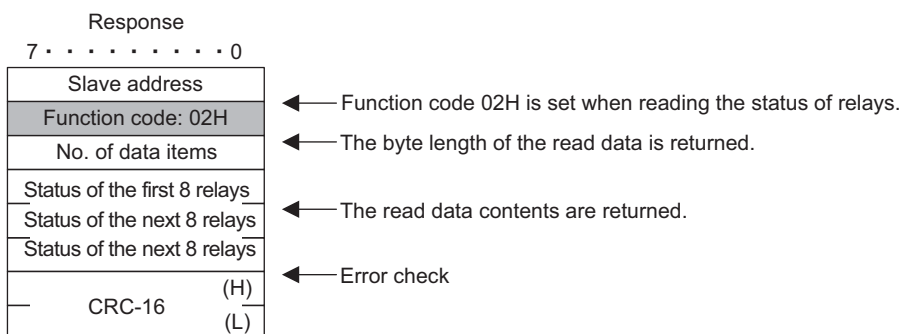 Response
7 · · · · · · · · · 0
Slave address
Function code: 02H
Function code 02H is set when reading the status of relays.
No. of data items
The byte length of the read data is returned.
Status of the first 8 relays
Status of the next 8 relays
The read data contents are returned.
Status of the next 8 relays
Error check
CRC-16
(H)
(L)